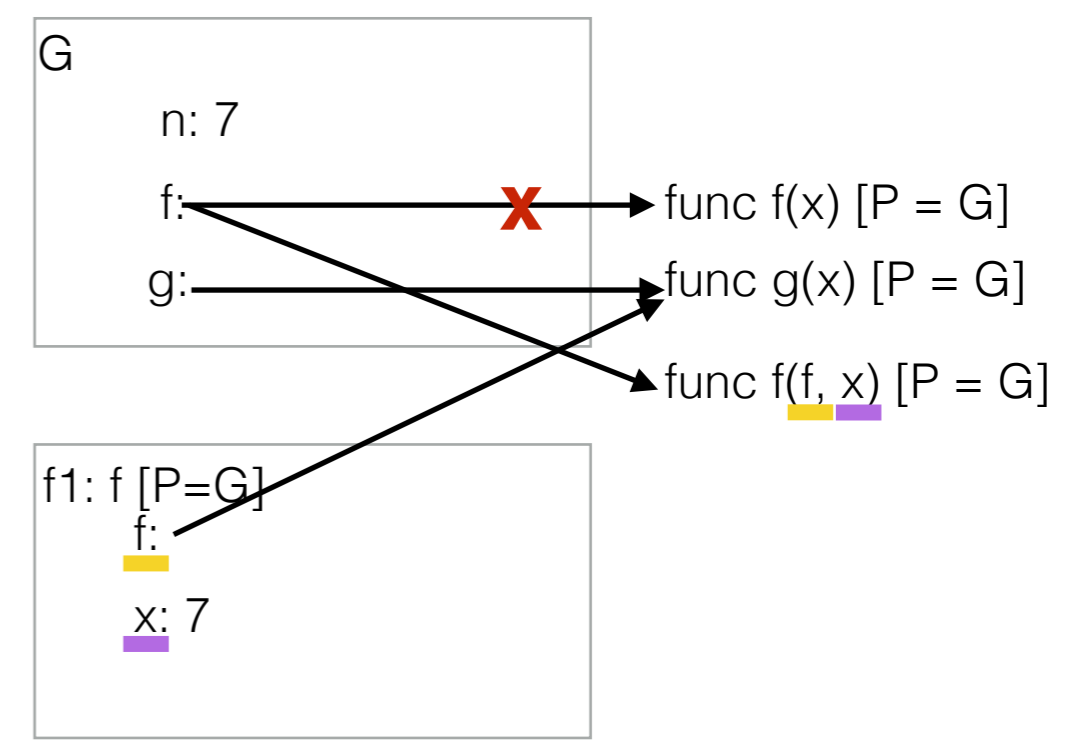 G
n: 7
f:
X
func f(x) [P = G]
g:
func g(x) [P = G]
func f(f, x) [P = G]
f1: f [P=G]
f:
x: 7